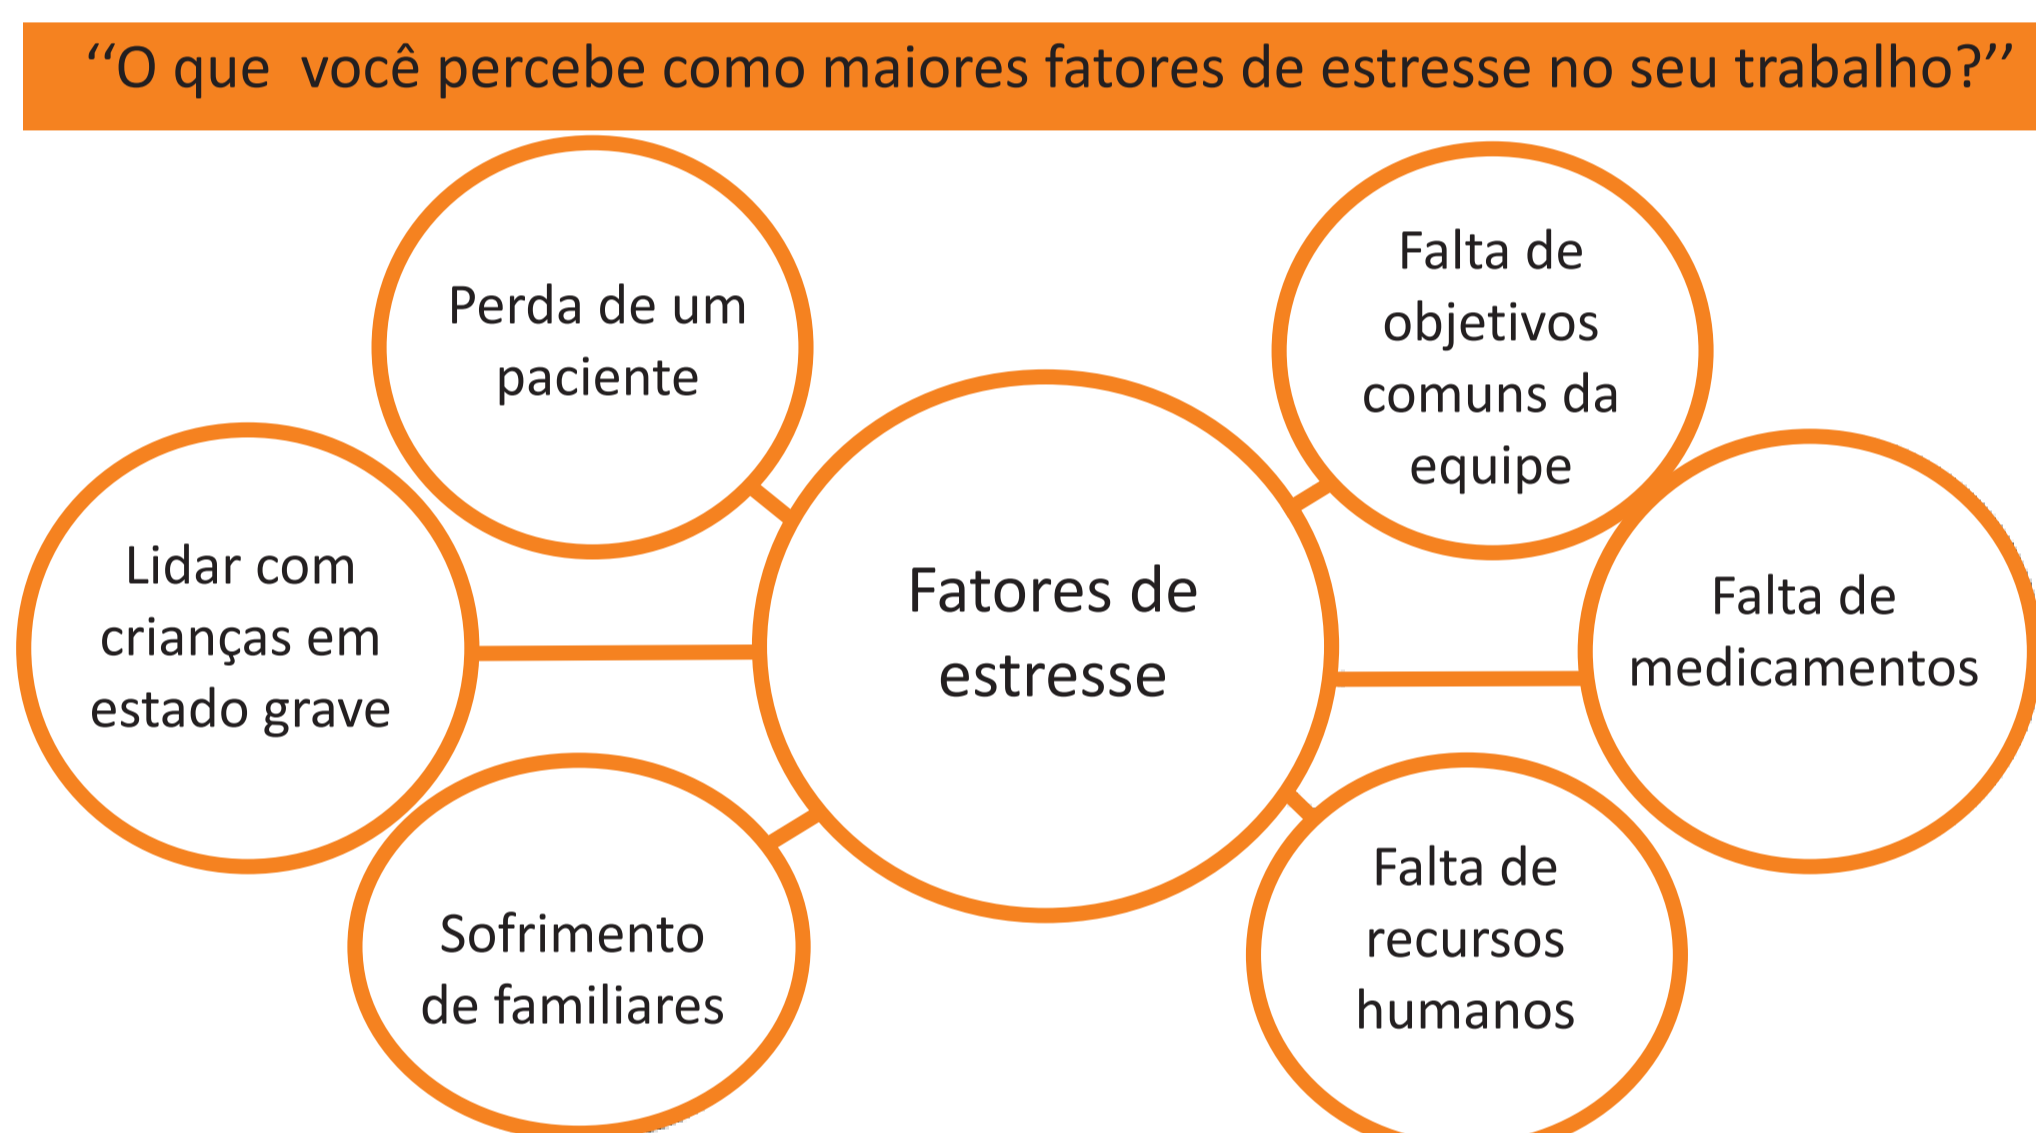 ‘‘O que você percebe como maiores fatores de estresse no seu trabalho?’’
Perda de um
paciente
Falta de
objetivos
comuns da
equipe
Lidar com
crianças em
estado grave
Fatores de
estresse
Falta de
medicamentos
Sofrimento
de familiares
Falta de
recursos
humanos